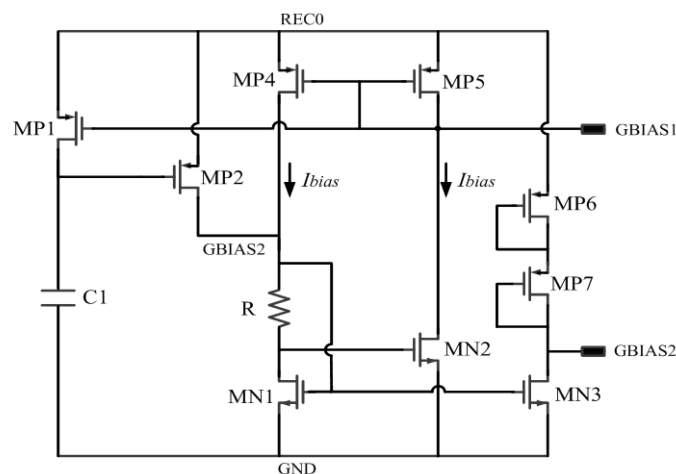 REC0
MP4
MP5
MP1
GBIAS1
MP2
Ibias
Ibias
MP6
GBIAS2
MP7
C1
R
MN2
GBIAS2
MN1
MN3
GND